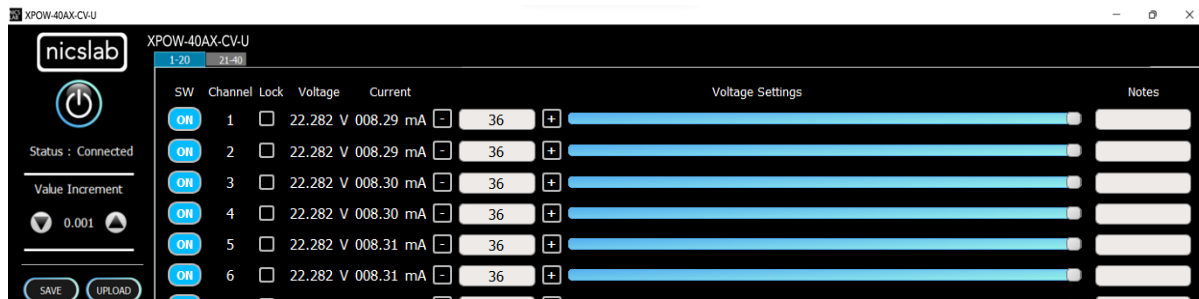 XPOW-40AX-CV-U
nicslab
XPOW-40AX-CV-U
1-20 21-40
SW Channel Lock Voltage Current Voltage Settings Notes
ON 1 22.282 V 008.29 mA - 36 +
Status : Connected
ON 2 22.282 V 008.29 mA - 36 +
Value Increment
ON 3 22.282 V 008.30 mA - 36 +
0.001
ON 4 22.282 V 008.30 mA - 36 +
ON 5 22.282 V 008.31 mA - 36 +
ON 6 22.282 V 008.31 mA - 36 +
SAVE UPLOAD